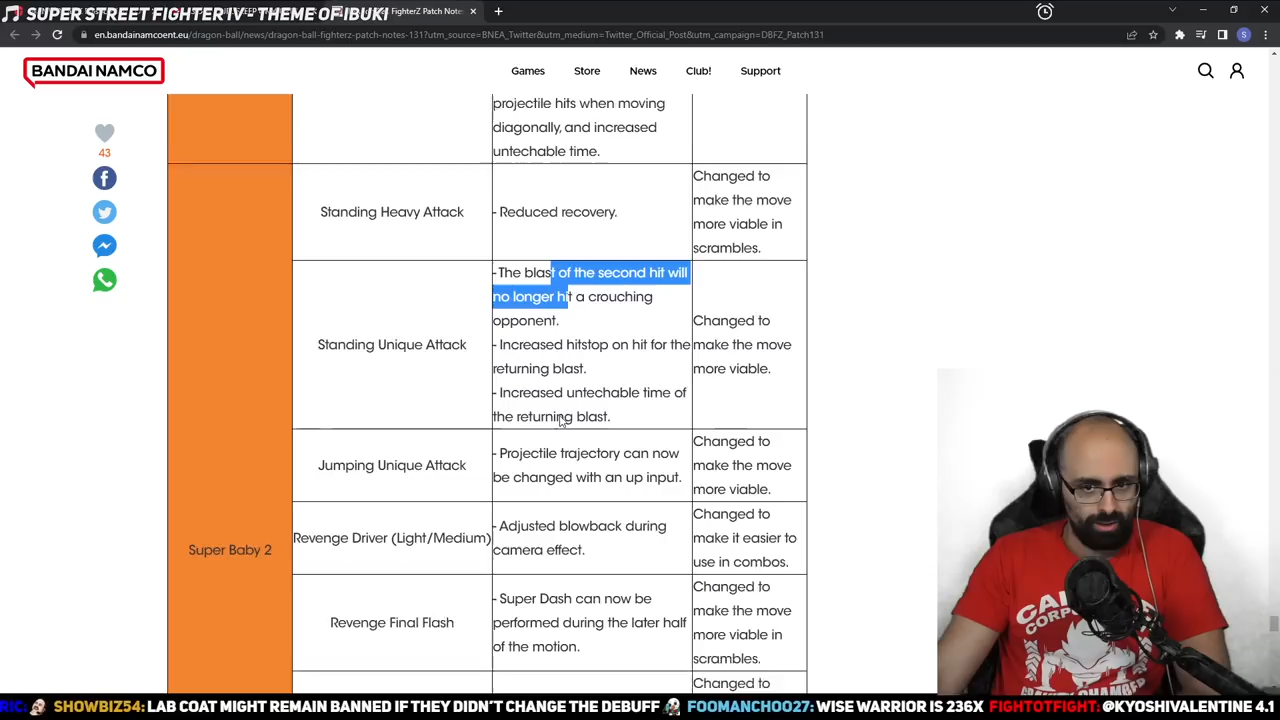 SUPER STREET FIGHTER IV - THEME OF IBUKI
FighterZ Patch Note
en.bandainamcoent.eu/dragon-ball/news/dragon-ball-fighterz-patch-notes-131?utm_source=BNEA_Twitter&utm_medium=Twitter_Official_Post&utm_campaign=DBFZ_Patch131
S
BANDAI NAMCO
Games
Store
News
Club!
Support
43
projectile hits when moving
diagonally, and increased
untechable time.
Super Baby 2
Standing Heavy Attack
- Reduced recovery.
Changed to
make the move
more viable in
scrambles.
Standing Unique Attack
- The blast of the second hit will
no longer hit a crouching
opponent.
- Increased hitstop on hit for the
returning blast.
- Increased untechable time of
the returning blast.
Changed to
make the move
more viable.
Jumping Unique Attack
- Projectile trajectory can now
be changed with an up input.
Changed to
make the move
more viable.
Revenge Driver (Light/Medium)
- Adjusted blowback during
camera effect.
Changed to
make it easier to
use in combos.
Revenge Final Flash
- Super Dash can now be
performed during the later half
of the motion.
Changed to
make the move
more viable in
scrambles.
Changed to
RIC: SHOWBIZ54: LAB COAT MIGHT REMAIN BANNED IF THEY DIDN'T CHANGE THE DEBUFF FOOMANCHOO27: WISE WARRIOR IS 236X FIGHTOTFIGHT: @KYOSHIVALENTINE 4.1